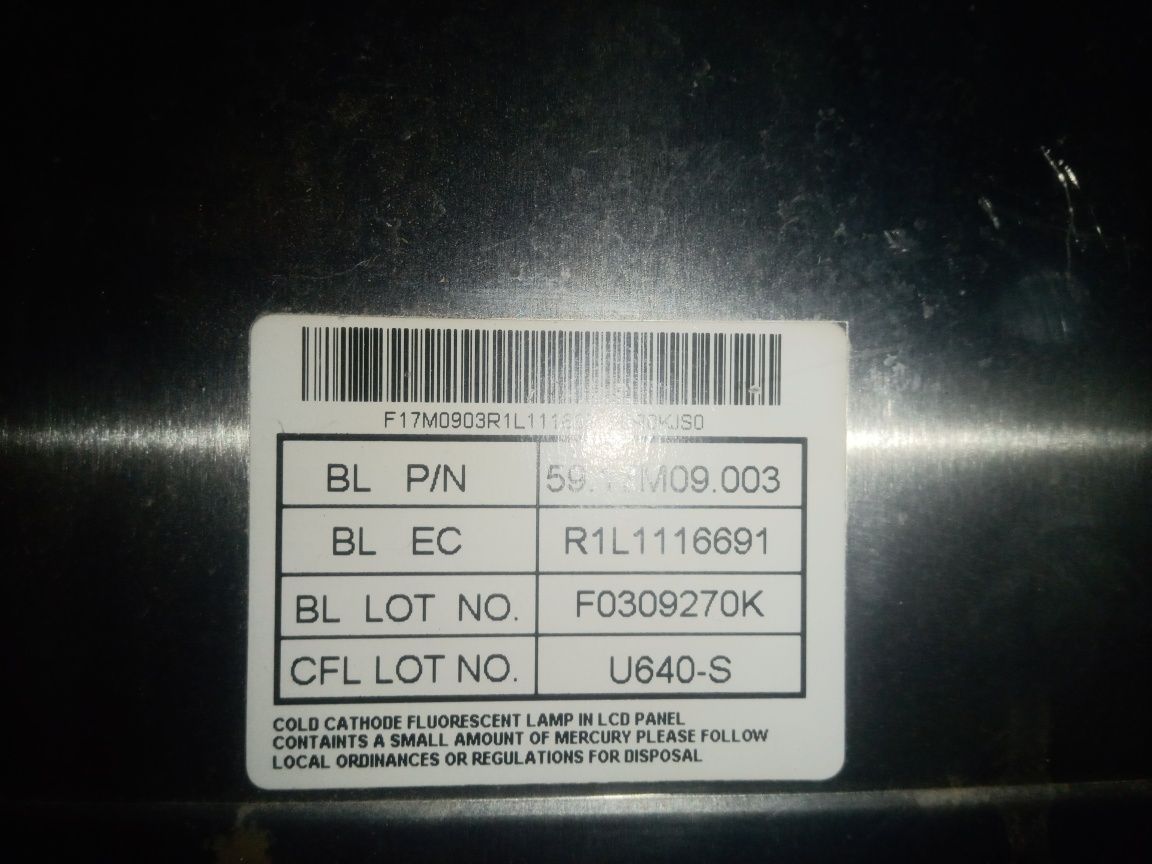 BL P/N
BL EC R1L1116691
BL LOT NO. F0309270K
CFL LOT NO. U640-S
COLD CATHODE FLUORESCENT LAMP IN LCD PANEL
CONTAINTS A SMALL AMOUNT OF MERCURY PLEASE FOLLOW
LOCAL ORDINANCES OR REGULATIONS FOR DISPOSAL